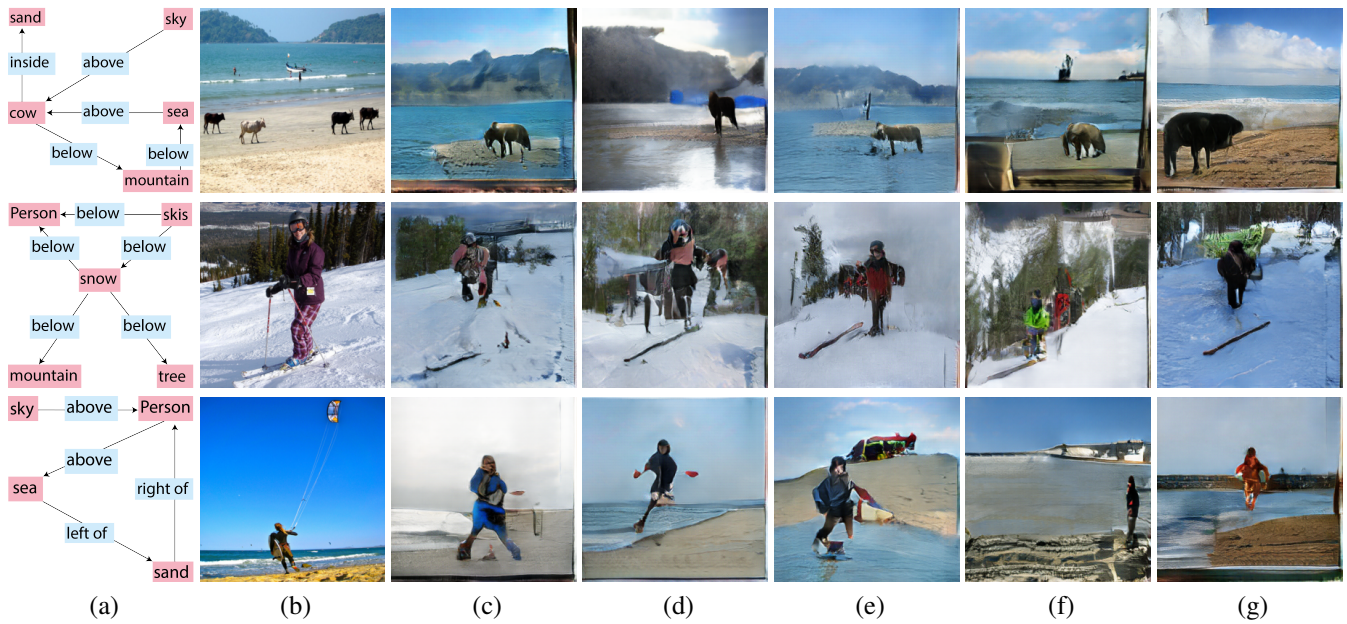 sand sky
inside above
cow above sea
below below
mountain
Person below skis
below below
snow
below below
mountain tree
sky above Person
above
sea right of
left of
sand
(a) (b) (c) (d) (e) (f) (g)